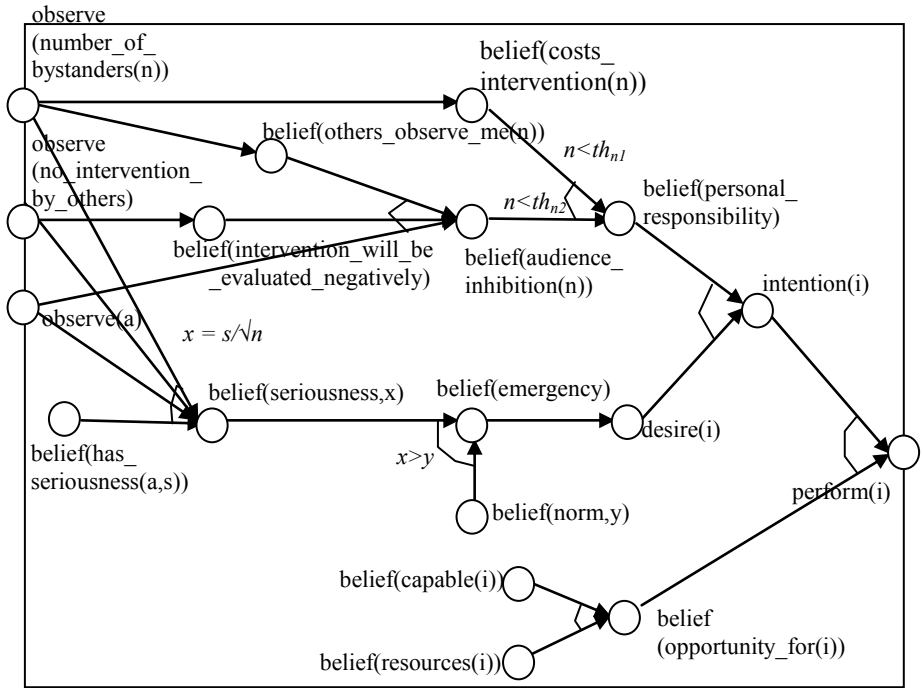 observe
(number_of_
bystanders(n))
belief(costs_
intervention(n))
belief(others_observe_me(n))
n<th_n1
observe
(no_intervention_
by_others)
belief(personal_
responsibility)
n<th_n2
belief(intervention_will_be
_evaluated_negatively)
belief(audience_
inhibition(n))
intention(i)
observe(a)
x = s/√n
belief(seriousness,x)
belief(emergency)
desire(i)
belief(has_
seriousness(a,s))
x>y
perform(i)
belief(norm,y)
belief(capable(i))
belief
(opportunity_for(i))
belief(resources(i))